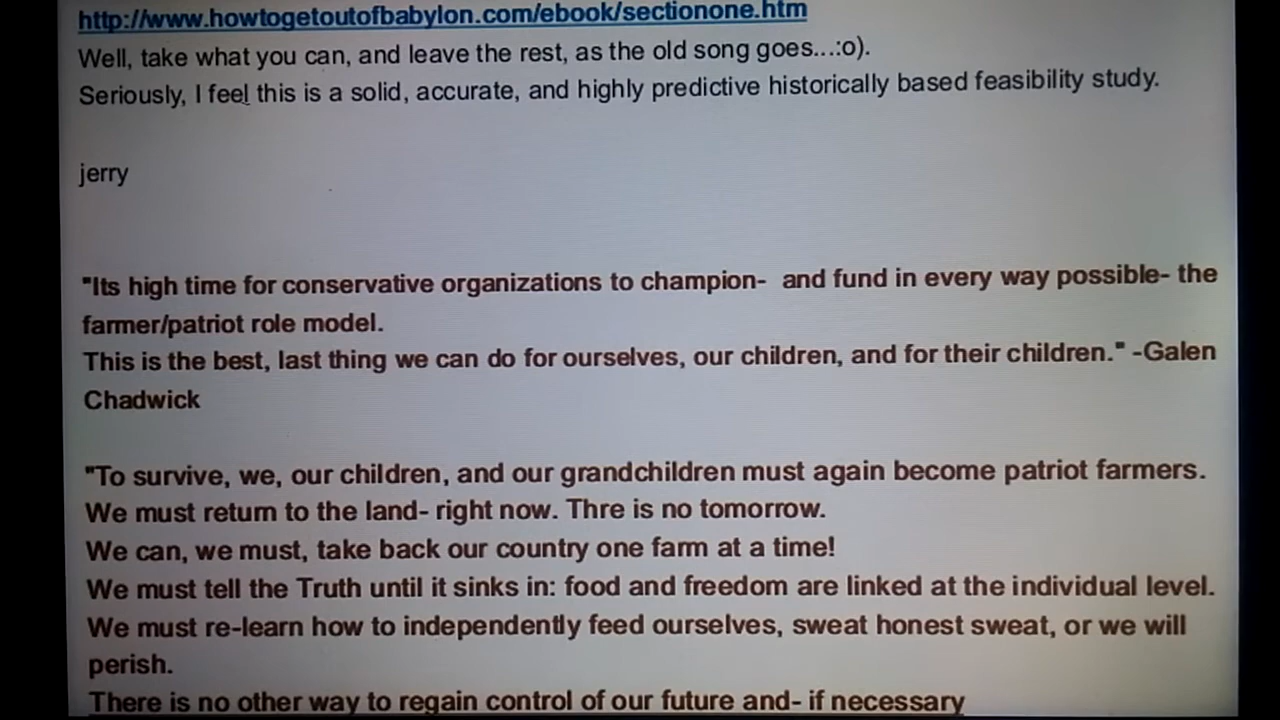 http://www.howtogetoutofbabylon.com/ebook/sectionone.htm
Well, take what you can, and leave the rest, as the old song goes...:o).
Seriously, I feel this is a solid, accurate, and highly predictive historically based feasibility study.
jerry
"Its high time for conservative organizations to champion- and fund in every way possible- the
farmer/patriot role model.
This is the best, last thing we can do for ourselves, our children, and for their children." -Galen
Chadwick
"To survive, we, our children, and our grandchildren must again become patriot farmers.
We must return to the land- right now. Thre is no tomorrow.
We can, we must, take back our country one farm at a time!
We must tell the Truth until it sinks in: food and freedom are linked at the individual level.
We must re-learn how to independently feed ourselves, sweat honest sweat, or we will
perish.
There is no other way to regain control of our future and- if necessary